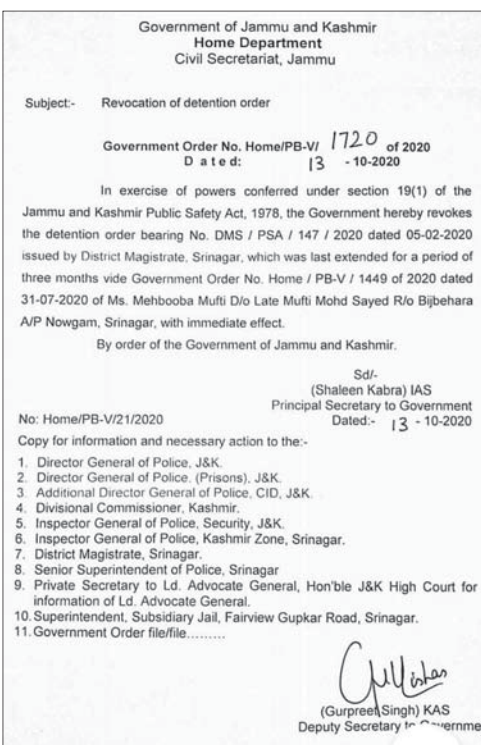 Government of Jammu and Kashmir
Home Department
Civil Secretariat, Jammu
Subject:- Revocation of detention order
Government Order No. Home/PB-V/ 1720 of 2020
Dated: 13 - 10-2020
In exercise of powers conferred under section 19(1) of the
Jammu and Kashmir Public Safety Act, 1978, the Government hereby revokes
the detention order bearing No. DMS / PSA / 147 / 2020 dated 05-02-2020
issued by District Magistrate, Srinagar, which was last extended for a period of
three months vide Government Order No. Home / PB-V / 1449 of 2020 dated
31-07-2020 of Ms. Mehbooba Mufti D/o Late Mufti Mohd Sayed R/o Bijbehara
A/P Nowgam, Srinagar, with immediate effect.
By order of the Government of Jammu and Kashmir.
Sd/-
(Shaleen Kabra) IAS
Principal Secretary to Government
No: Home/PB-V/21/2020 Dated:- 13 - 10-2020
Copy for information and necessary action to the:-
1. Director General of Police, J&K.
2. Director General of Police, (Prisons), J&K.
3. Additional Director General of Police, CID, J&K.
4. Divisional Commissioner, Kashmir.
5. Inspector General of Police, Security, J&K.
6. Inspector General of Police, Kashmir Zone, Srinagar.
7. District Magistrate, Srinagar.
8. Senior Superintendent of Police, Srinagar
9. Private Secretary to Ld. Advocate General, Hon'ble J&K High Court for
information of Ld. Advocate General.
10. Superintendent, Subsidiary Jail, Fairview Gupkar Road, Srinagar.
11. Government Order file/file.........
(Gurpreet Singh) KAS
Deputy Secretary to Governme